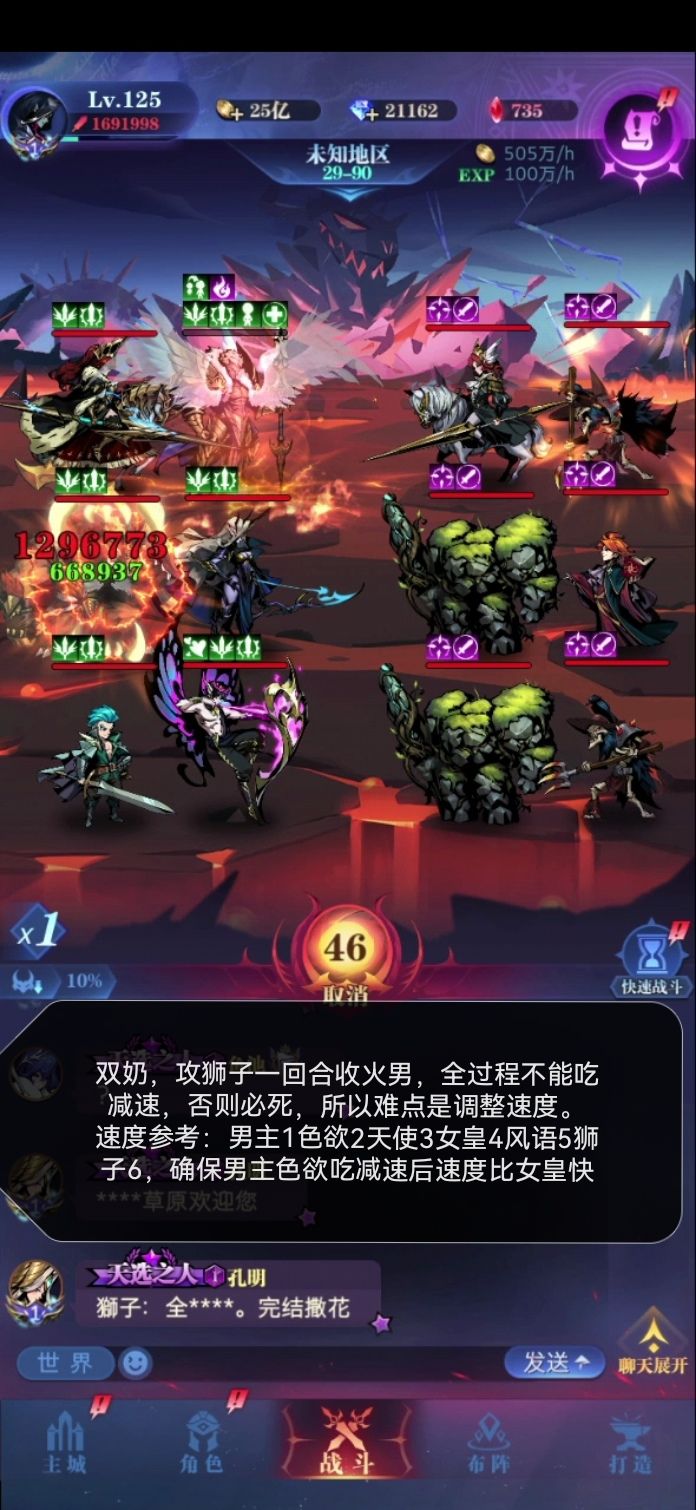 Lv.125
1691998
25亿
21162
735
未知地区
29-90
505万/h
EXP 100万/h
1296773
668937
x1
46
取消
10%
快速战斗
双奶，攻狮子一回合收火男，全过程不能吃
减速，否则必死，所以难点是调整速度。
速度参考：男主1色欲2天使3女皇4风语5狮
子6，确保男主色欲吃减速后速度比女皇快
****草原欢迎您
天选之人 孔明
獅子：全****。完结撒花
世界
发送
聊天展开
主城
角色
战斗
布阵
打造